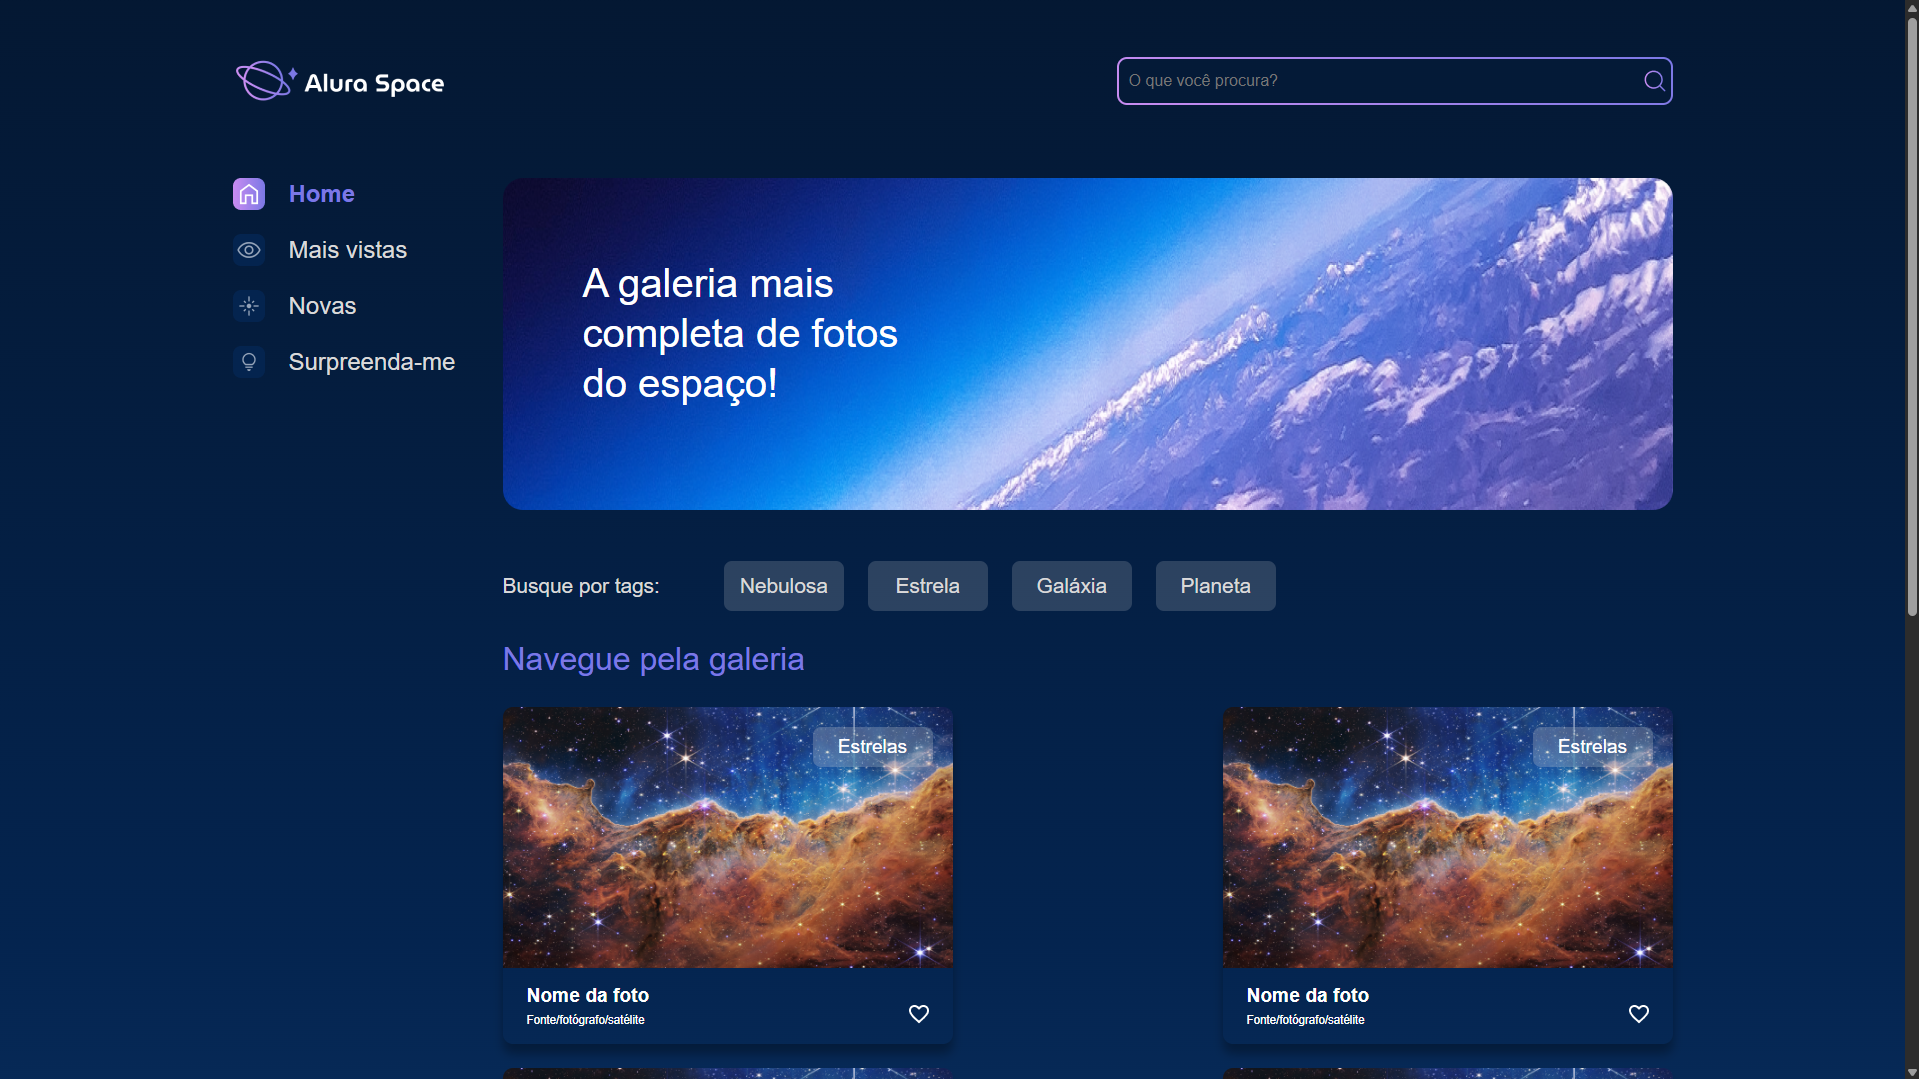 Alura Space
O que você procura?
Home
Mais vistas
Novas
Surpreenda-me
A galeria mais
completa de fotos
do espaço!
Busque por tags:
Nebulosa
Estrela
Galáxia
Planeta
Navegue pela galeria
Estrelas
Nome da foto
Fonte/fotógrafo/satélite
Estrelas
Nome da foto
Fonte/fotógrafo/satélite